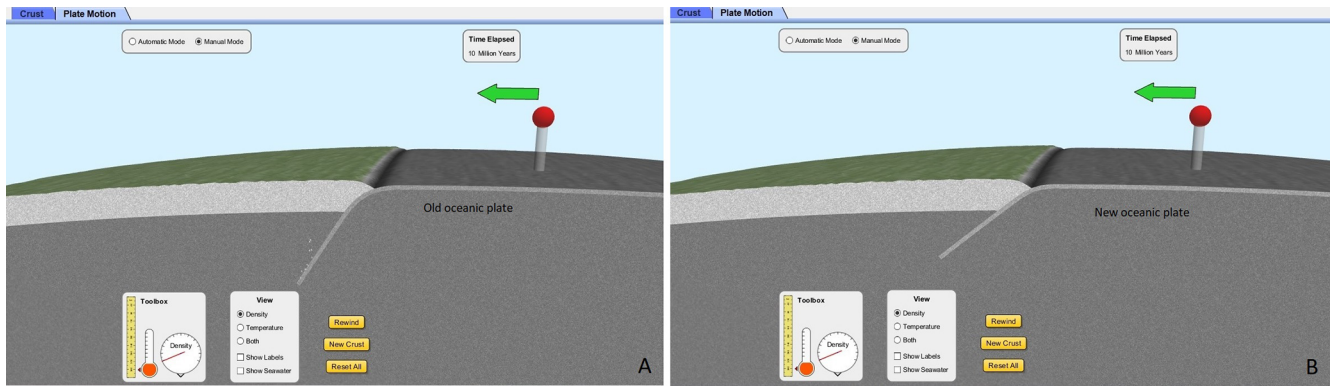 Crust Plate Motion
Automatic Mode Manual Mode
Time Elapsed
10 Million Years
Old oceanic plate
Toolbox
Density
View
Density
Temperature
Both
Show Labels
Show Seawater
Rewind
New Crust
Reset All
A
Crust Plate Motion
Automatic Mode Manual Mode
Time Elapsed
10 Million Years
New oceanic plate
Toolbox
Density
View
Density
Temperature
Both
Show Labels
Show Seawater
Rewind
New Crust
Reset All
B